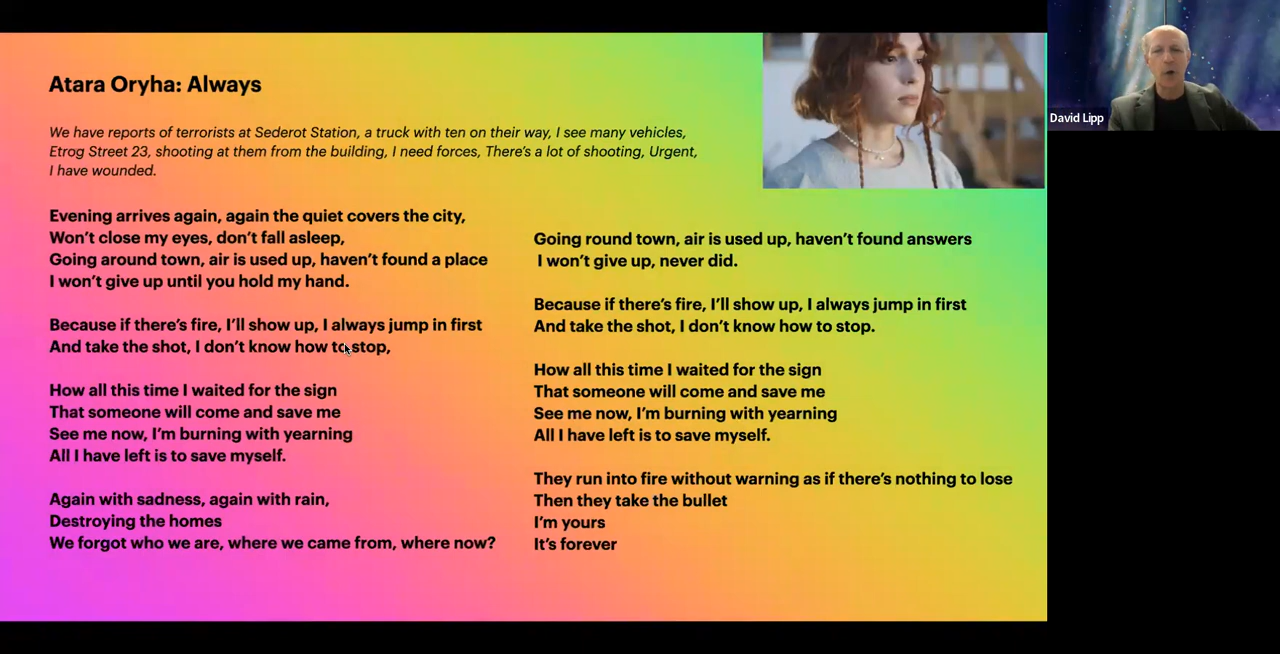 Atara Oryha: Always
We have reports of terrorists at Sederot Station, a truck with ten on their way, I see many vehicles,
Etrog Street 23, shooting at them from the building, I need forces, There's a lot of shooting, Urgent,
I have wounded.
Evening arrives again, again the quiet covers the city,
Won't close my eyes, don't fall asleep,
Going around town, air is used up, haven't found a place
I won't give up until you hold my hand.
Because if there's fire, I'll show up, I always jump in first
And take the shot, I don't know how to stop,
How all this time I waited for the sign
That someone will come and save me
See me now, I'm burning with yearning
All I have left is to save myself.
Again with sadness, again with rain,
Destroying the homes
We forgot who we are, where we came from, where now?
Going round town, air is used up, haven't found answers
I won't give up, never did.
Because if there's fire, I'll show up, I always jump in first
And take the shot, I don't know how to stop.
How all this time I waited for the sign
That someone will come and save me
See me now, I'm burning with yearning
All I have left is to save myself.
They run into fire without warning as if there's nothing to lose
Then they take the bullet
I'm yours
It's forever
David Lipp